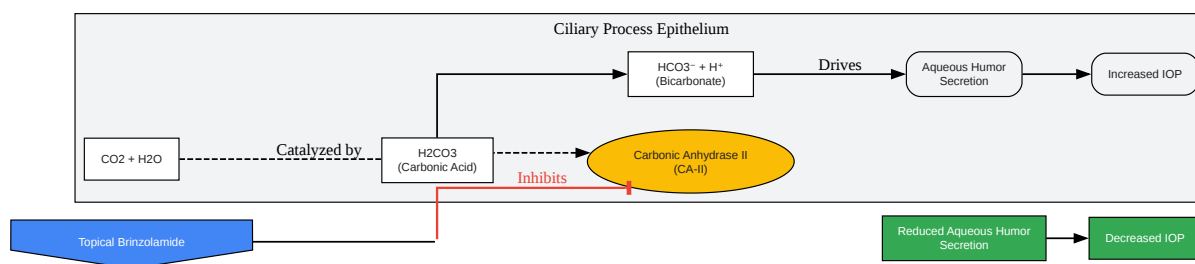 Ciliary Process Epithelium
HCO3⁻ + H⁺
(Bicarbonate)
Drives
Aqueous Humor
Secretion
Increased IOP
CO2 + H2O
Catalyzed by
H2CO3
(Carbonic Acid)
Carbonic Anhydrase II
(CA-II)
Inhibits
Topical Brinzolamide
Reduced Aqueous Humor
Secretion
Decreased IOP